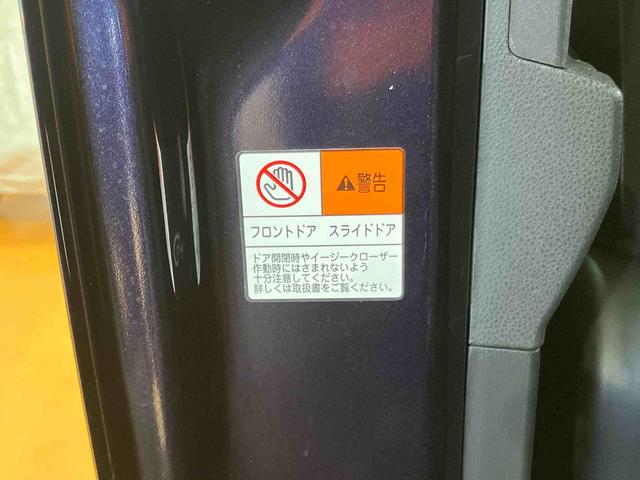 警告
フロントドア　スライドドア
ドア開閉時やイージークローザー
作動時にはさまれないよう
十分注意してください。
詳しくは取扱書をご覧ください。